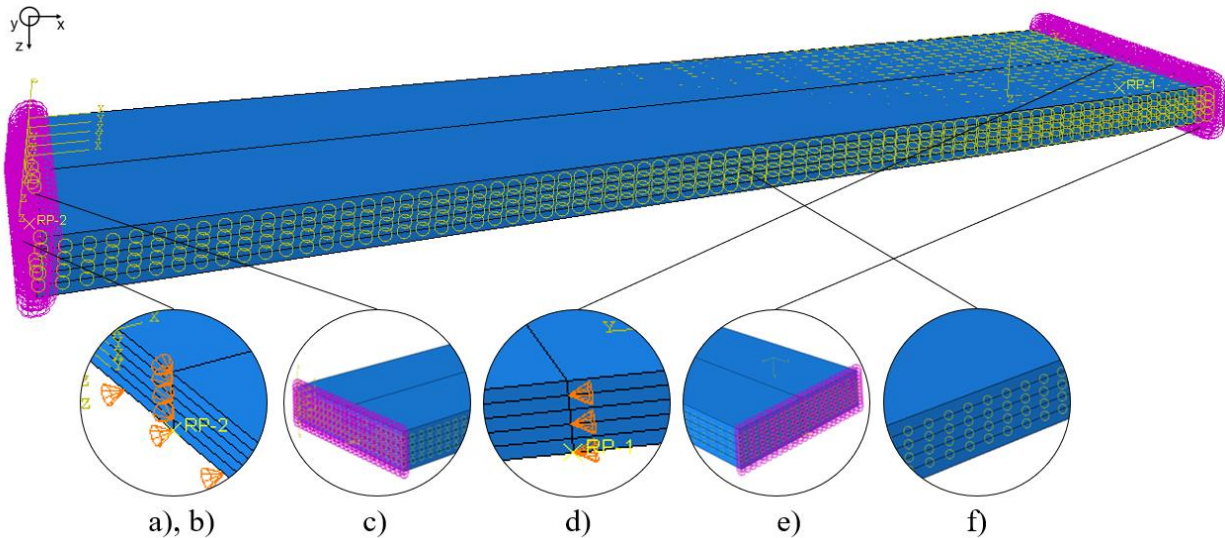 y x
z
RP-1
RP-2
RP-2
RP-1
a), b)
c)
d)
e)
f)